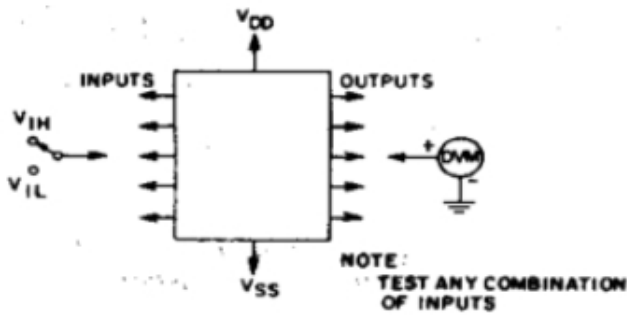 VDD
INPUTS
OUTPUTS
VIH
VIL
+
DVM
-
VSS
NOTE:
TEST ANY COMBINATION
OF INPUTS